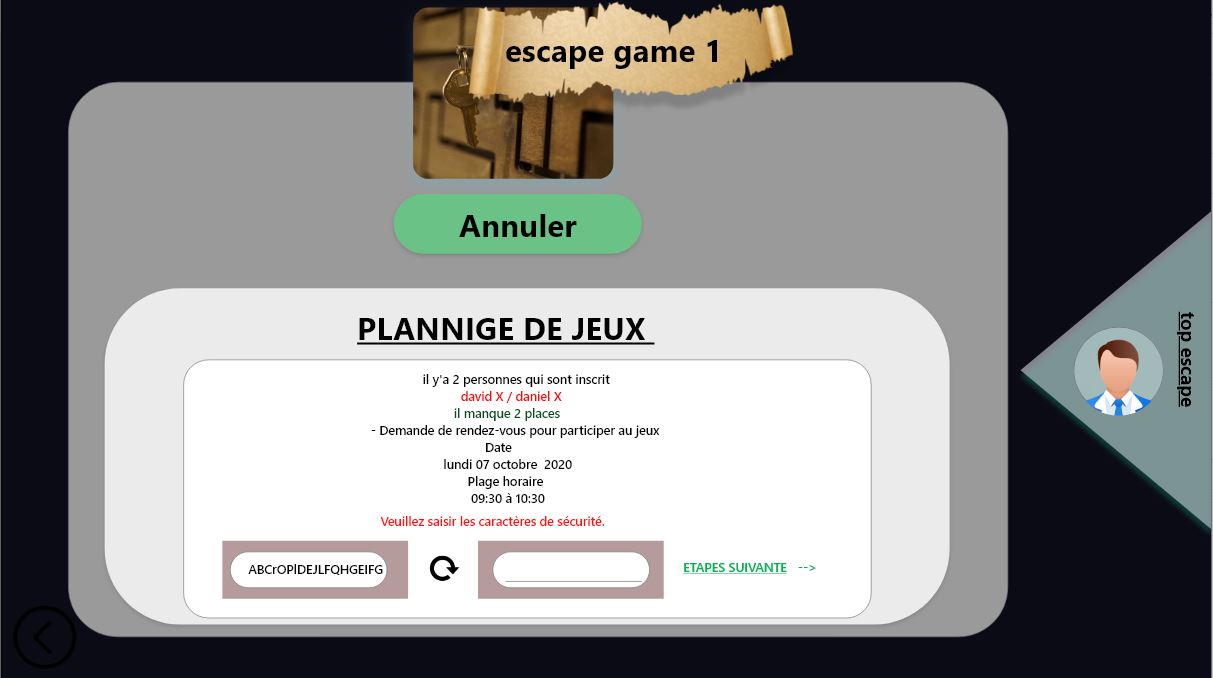 escape game 1
Annuler
PLANNIGE DE JEUX
il y'a 2 personnes qui sont inscrit
david X / daniel X
il manque 2 places
- Demande de rendez-vous pour participer au jeux
Date
lundi 07 octobre 2020
Plage horaire
09:30 à 10:30
Veuillez saisir les caractères de sécurité.
ABCrOPlDEJLFQHGEIFG
ETAPES SUIVANTE -->
top escape